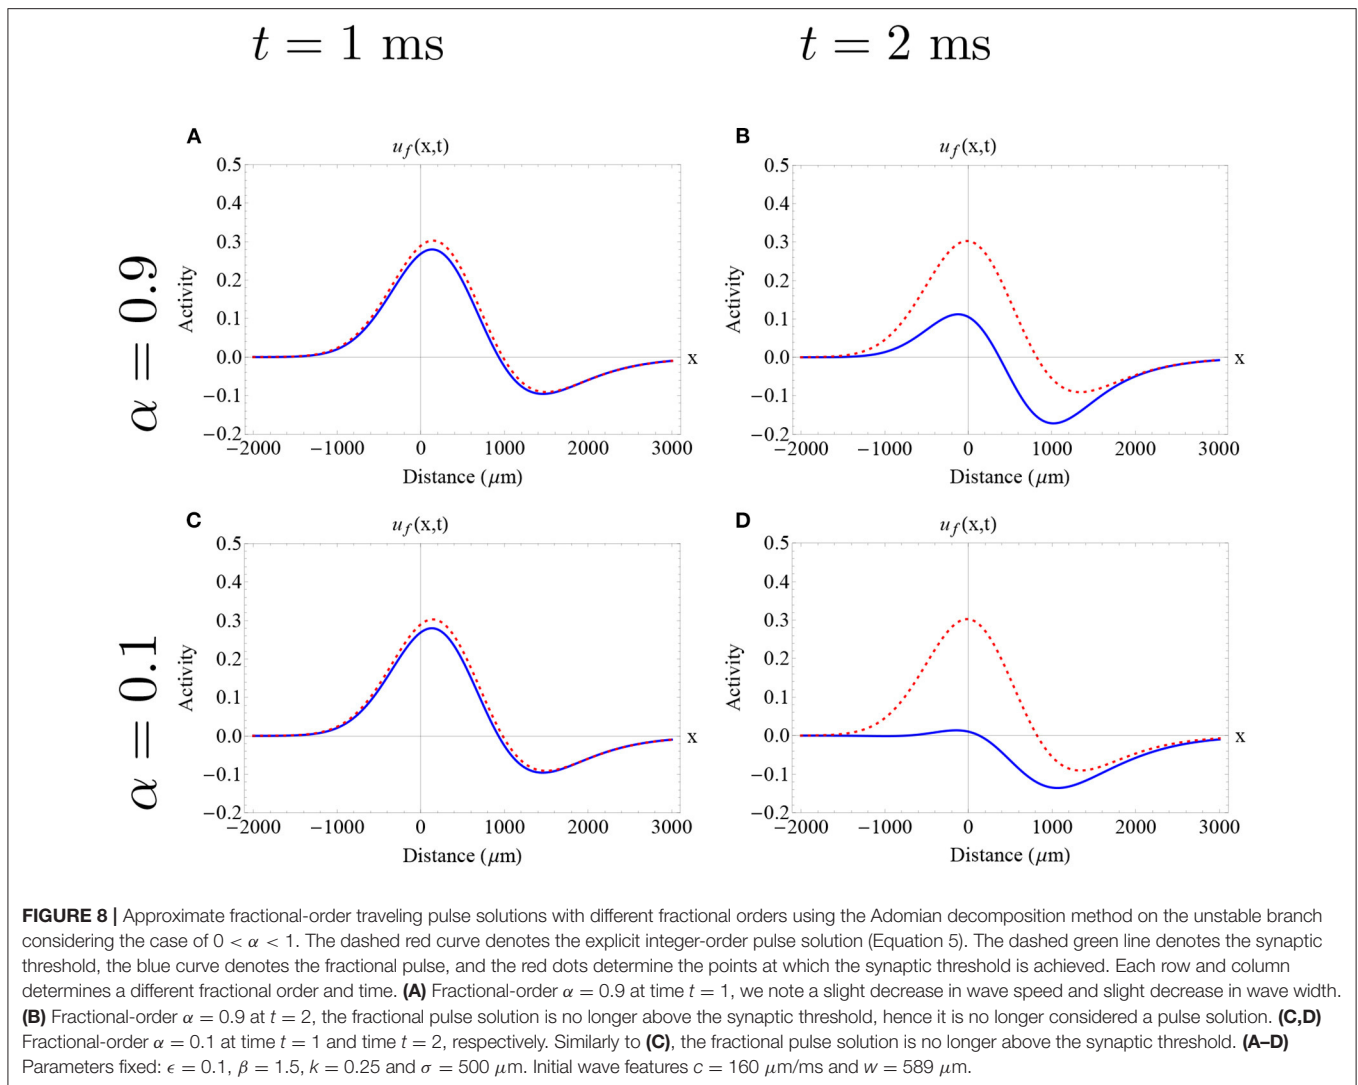 t = 1 ms
t = 2 ms
A
u_f(x,t)
0.5
0.4
0.3
0.2
0.1
0.0
−0.1
−0.2
Activity
x
−2000 −1000 0 1000 2000 3000
Distance (μm)
B
u_f(x,t)
0.5
0.4
0.3
0.2
0.1
0.0
−0.1
−0.2
Activity
x
−2000 −1000 0 1000 2000 3000
Distance (μm)
α = 0.9
C
u_f(x,t)
0.5
0.4
0.3
0.2
0.1
0.0
−0.1
−0.2
Activity
x
−2000 −1000 0 1000 2000 3000
Distance (μm)
D
u_f(x,t)
0.5
0.4
0.3
0.2
0.1
0.0
−0.1
−0.2
Activity
x
−2000 −1000 0 1000 2000 3000
Distance (μm)
α = 0.1
FIGURE 8 | Approximate fractional-order traveling pulse solutions with different fractional orders using the Adomian decomposition method on the unstable branch
considering the case of 0 < α < 1. The dashed red curve denotes the explicit integer-order pulse solution (Equation 5). The dashed green line denotes the synaptic
threshold, the blue curve denotes the fractional pulse, and the red dots determine the points at which the synaptic threshold is achieved. Each row and column
determines a different fractional order and time. (A) Fractional-order α = 0.9 at time t = 1, we note a slight decrease in wave speed and slight decrease in wave width.
(B) Fractional-order α = 0.9 at t = 2, the fractional pulse solution is no longer above the synaptic threshold, hence it is no longer considered a pulse solution. (C,D)
Fractional-order α = 0.1 at time t = 1 and time t = 2, respectively. Similarly to (C), the fractional pulse solution is no longer above the synaptic threshold. (A–D)
Parameters fixed: ϵ = 0.1, β = 1.5, k = 0.25 and σ = 500 μm. Initial wave features c = 160 μm/ms and w = 589 μm.